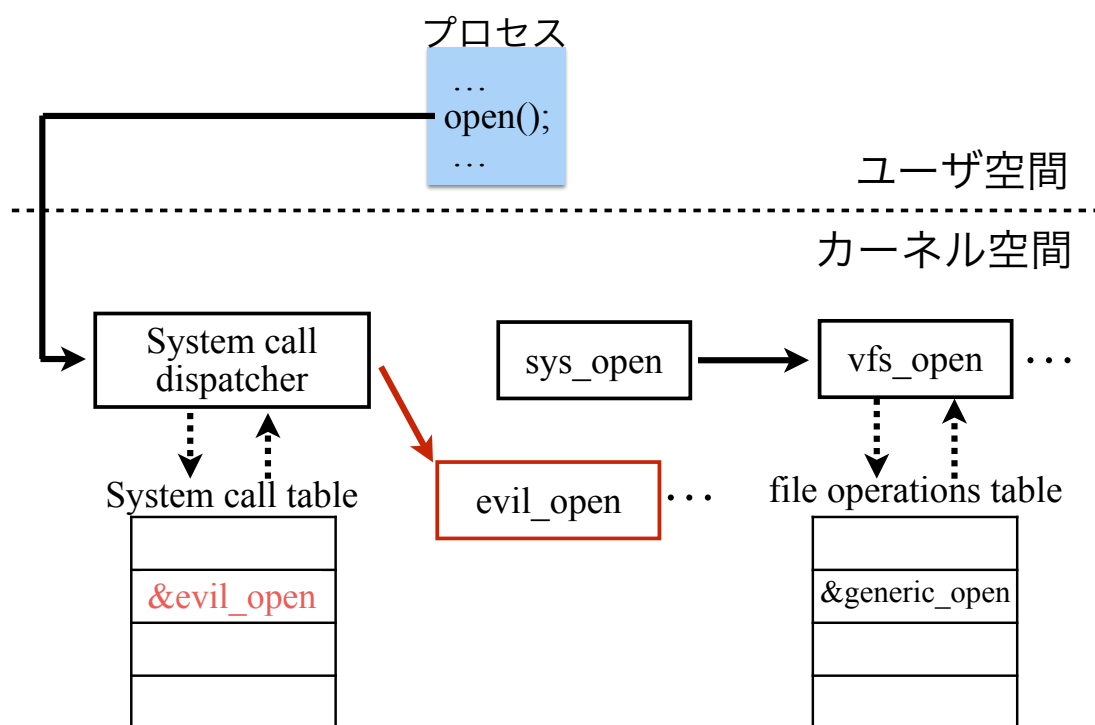 プロセス
…
open();
…
ユーザ空間
カーネル空間
System call
dispatcher
sys_open
vfs_open
…
evil_open
…
System call table
&evil_open
file operations table
&generic_open